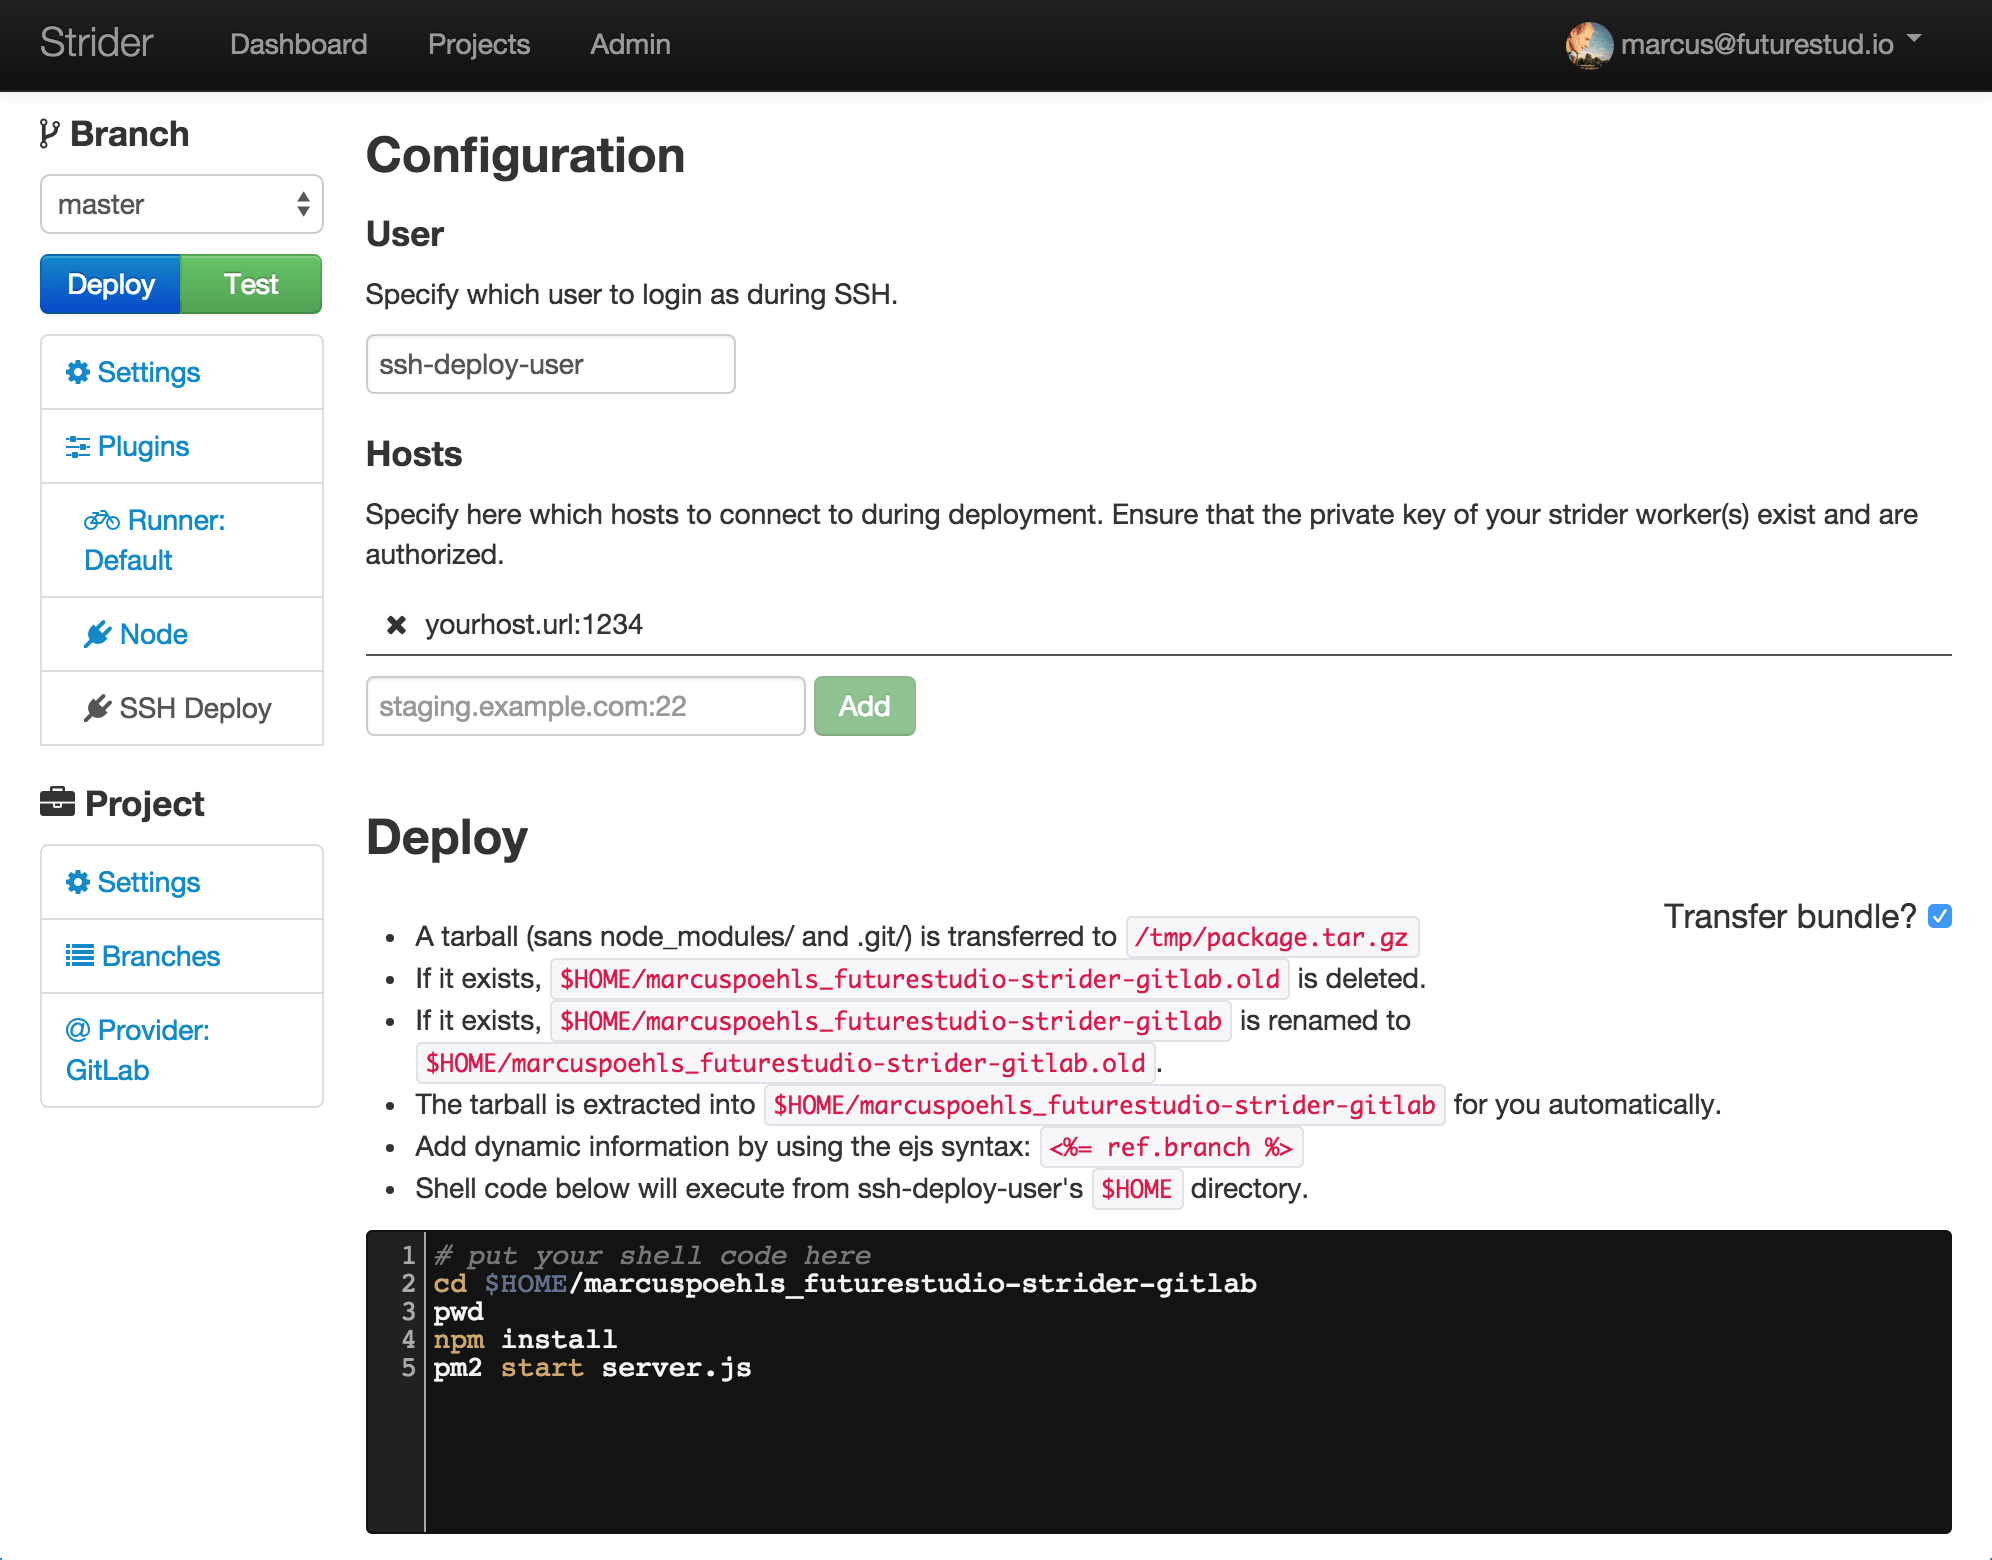 Strider Dashboard Projects Admin marcus@futurestud.io
Branch
master
Deploy Test
Settings
Plugins
Runner:
Default
Node
SSH Deploy
Project
Settings
Branches
@ Provider:
GitLab
Configuration
User
Specify which user to login as during SSH.
ssh-deploy-user
Hosts
Specify here which hosts to connect to during deployment. Ensure that the private key of your strider worker(s) exist and are
authorized.
✖ yourhost.url:1234
staging.example.com:22 Add
Deploy
Transfer bundle?
• A tarball (sans node_modules/ and .git/) is transferred to /tmp/package.tar.gz
• If it exists, $HOME/marcuspoehls_futurestudio-strider-gitlab.old is deleted.
• If it exists, $HOME/marcuspoehls_futurestudio-strider-gitlab is renamed to
$HOME/marcuspoehls_futurestudio-strider-gitlab.old .
• The tarball is extracted into $HOME/marcuspoehls_futurestudio-strider-gitlab for you automatically.
• Add dynamic information by using the ejs syntax: <%= ref.branch %>
• Shell code below will execute from ssh-deploy-user's $HOME directory.
1 # put your shell code here
2 cd $HOME/marcuspoehls_futurestudio-strider-gitlab
3 pwd
4 npm install
5 pm2 start server.js